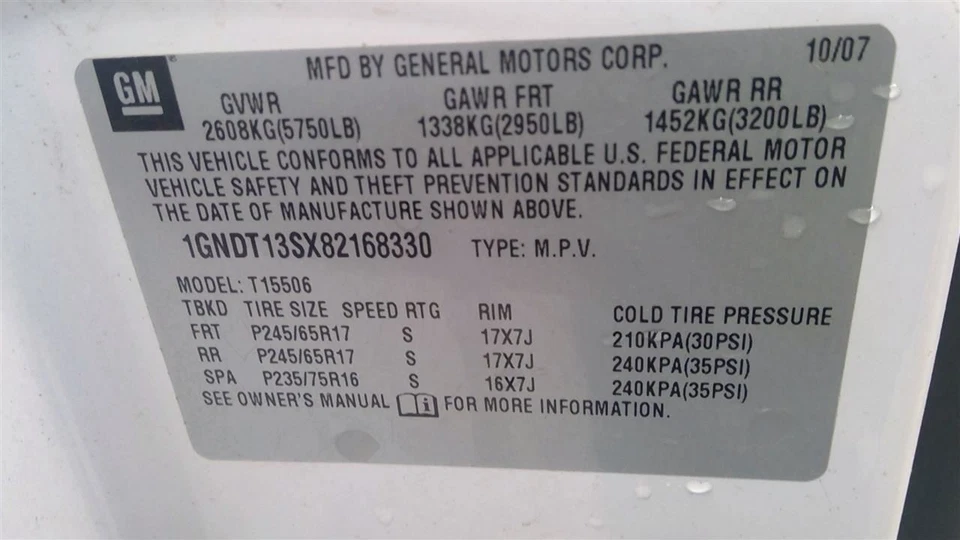 GM
MFD BY GENERAL MOTORS CORP. 10/07
GVWR GAWR FRT GAWR RR
2608KG(5750LB) 1338KG(2950LB) 1452KG(3200LB)
THIS VEHICLE CONFORMS TO ALL APPLICABLE U.S. FEDERAL MOTOR
VEHICLE SAFETY AND THEFT PREVENTION STANDARDS IN EFFECT ON
THE DATE OF MANUFACTURE SHOWN ABOVE.
1GNDT13SX82168330 TYPE: M.P.V.
MODEL: T15506
TBKD TIRE SIZE SPEED RTG RIM COLD TIRE PRESSURE
FRT P245/65R17 S 17X7J 210KPA(30PSI)
RR P245/65R17 S 17X7J 240KPA(35PSI)
SPA P235/75R16 S 16X7J 240KPA(35PSI)
SEE OWNER'S MANUAL i FOR MORE INFORMATION.